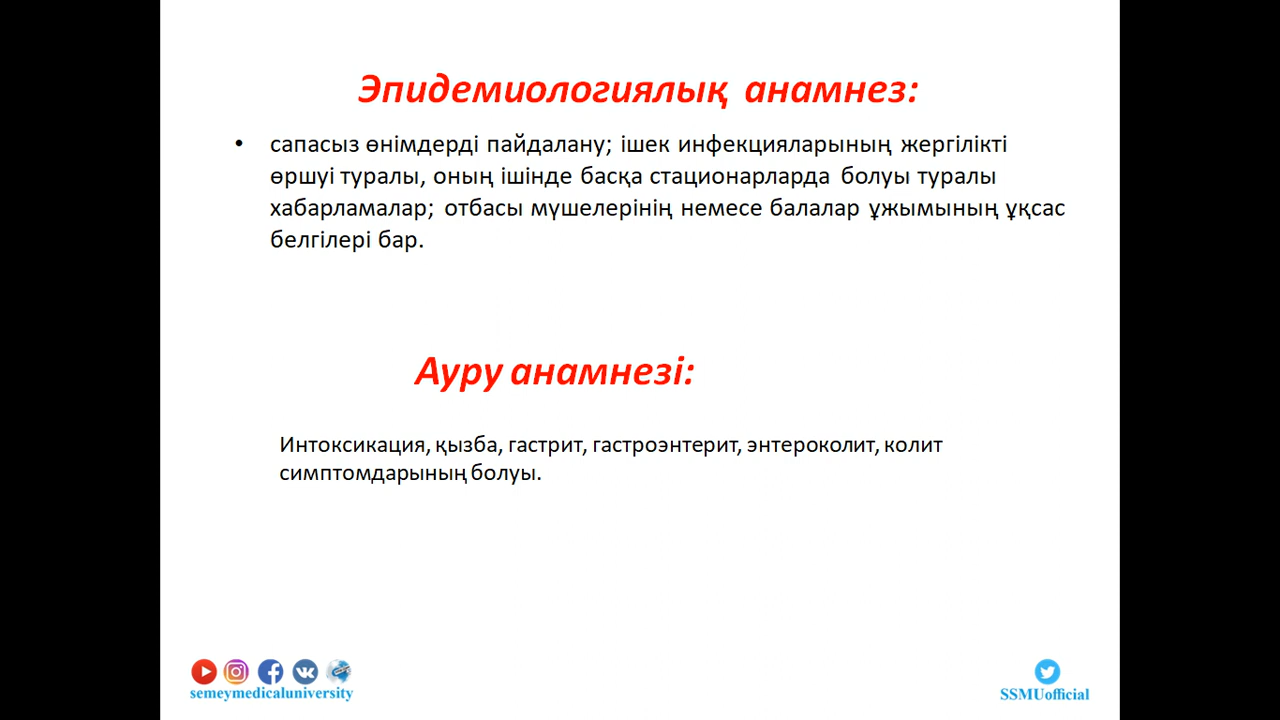 Эпидемиологиялық анамнез:
• сапасыз өнімдерді пайдалану; ішек инфекцияларының жергілікті
өршуі туралы, оның ішінде басқа стационарларда болуы туралы
хабарламалар; отбасы мүшелерінің немесе балалар ұжымының ұқсас
белгілері бар.
Ауру анамнезі:
Интоксикация, қызба, гастрит, гастроэнтерит, энтероколит, колит
симптомдарының болуы.
semeymedicaluniversity
SSMUofficial